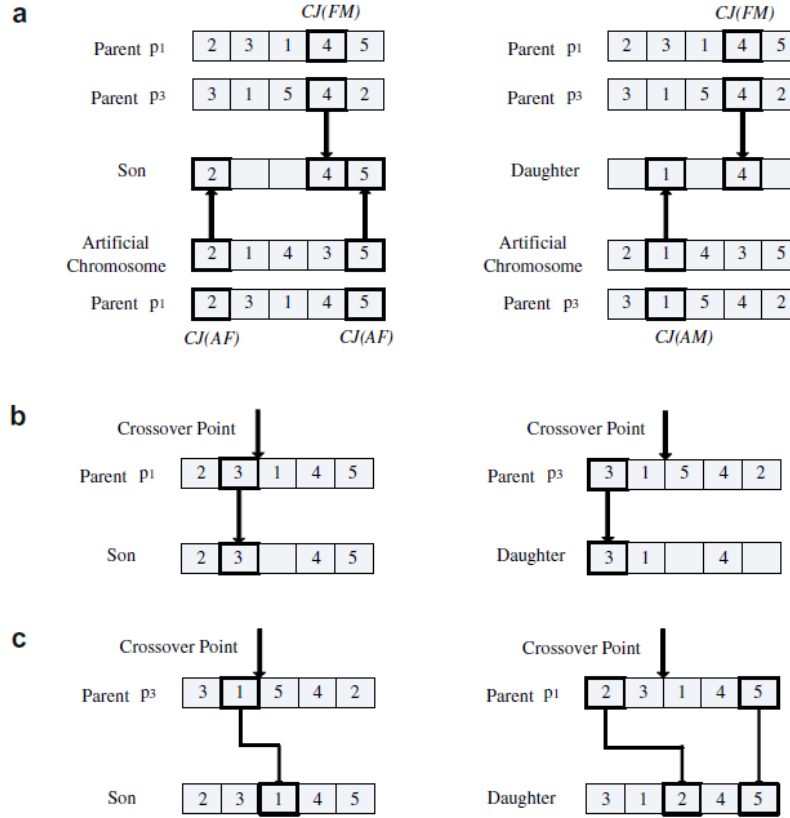 a
CJ(FM) CJ(FM)
Parent p1 2 3 1 4 5 Parent p1 2 3 1 4 5
Parent p3 3 1 5 4 2 Parent p3 3 1 5 4 2
Son 2 4 5 Daughter 1 4
Artificial Chromosome 2 1 4 3 5 Artificial Chromosome 2 1 4 3 5
Parent p1 2 3 1 4 5 Parent p3 3 1 5 4 2
CJ(AF) CJ(AF) CJ(AM)
b
Crossover Point Crossover Point
Parent p1 2 3 1 4 5 Parent p3 3 1 5 4 2
Son 2 3 4 5 Daughter 3 1 4
c
Crossover Point Crossover Point
Parent p3 3 1 5 4 2 Parent p1 2 3 1 4 5
Son 2 3 1 4 5 Daughter 3 1 2 4 5